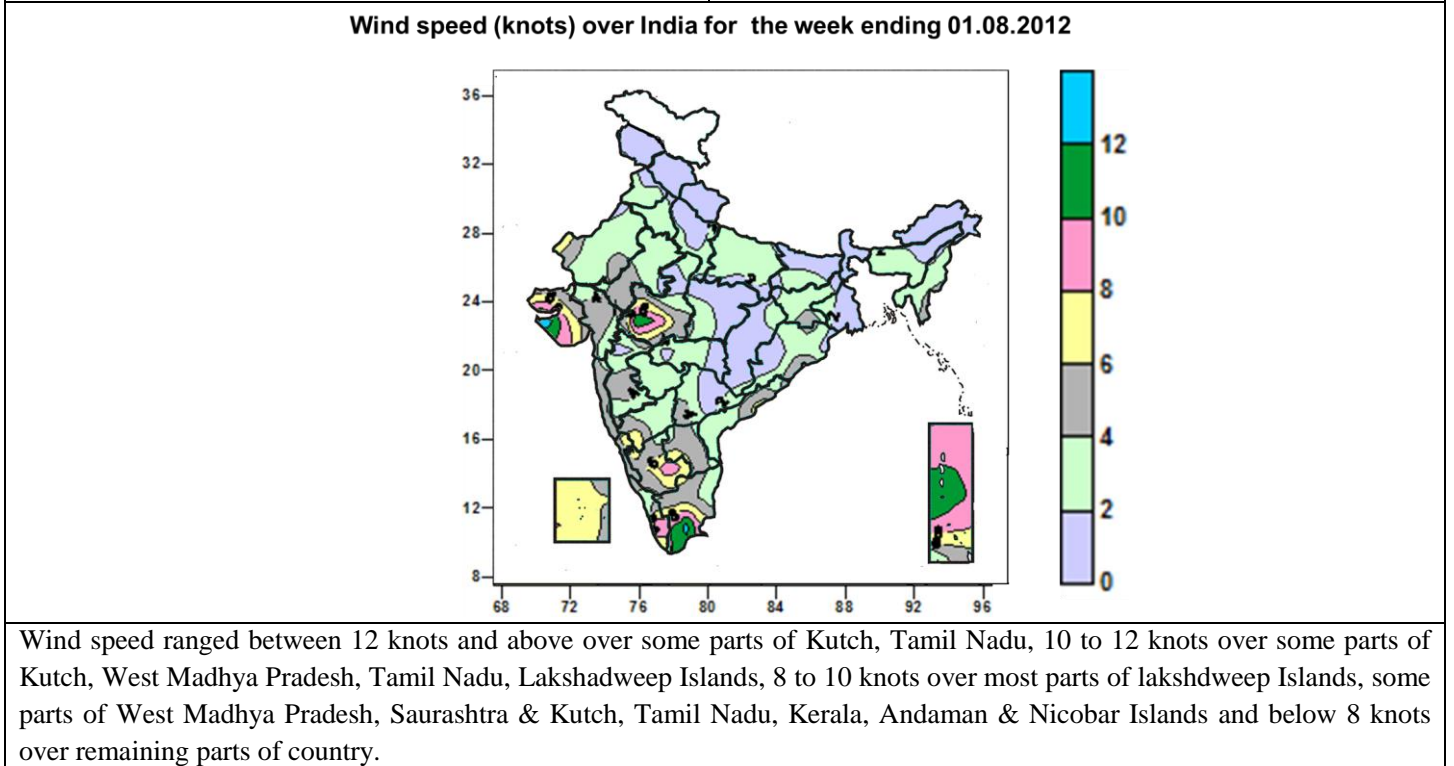 Wind speed (knots) over India for the week ending 01.08.2012
36
32
28
24
20
16
12
8
68 72 76 80 84 88 92 96
12
10
8
6
4
2
0
Wind speed ranged between 12 knots and above over some parts of Kutch, Tamil Nadu, 10 to 12 knots over some parts of
Kutch, West Madhya Pradesh, Tamil Nadu, Lakshadweep Islands, 8 to 10 knots over most parts of lakshdweep Islands, some
parts of West Madhya Pradesh, Saurashtra & Kutch, Tamil Nadu, Kerala, Andaman & Nicobar Islands and below 8 knots
over remaining parts of country.